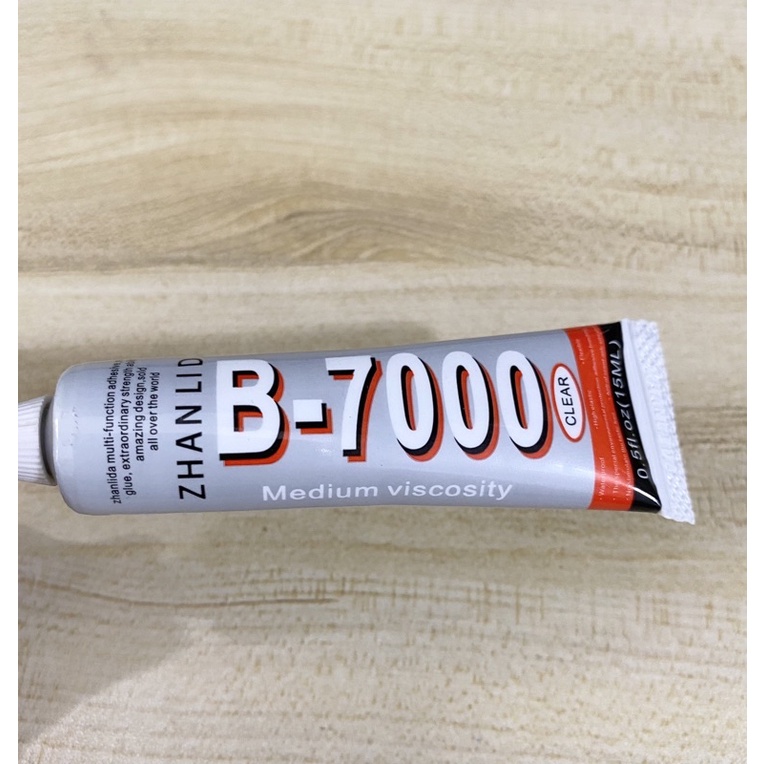 zhanlida multi-function adhesive
glue, extraordinary strength
amazing design, sold
all over the world
ZHANLID
B-7000
Medium viscosity
CLEAR
0.5fl.oz(15ML)